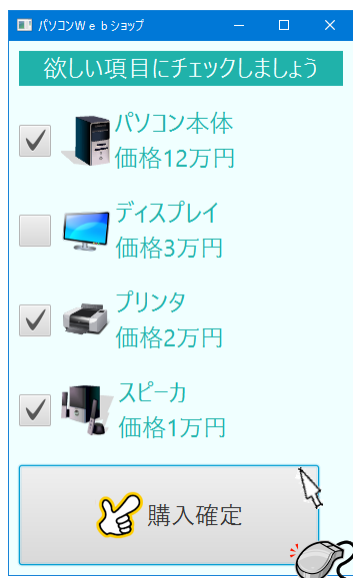 パソコンＷｅｂショップ
欲しい項目にチェックしましょう
パソコン本体
価格12万円
ディスプレイ
価格3万円
プリンタ
価格2万円
スピーカ
価格1万円
購入確定